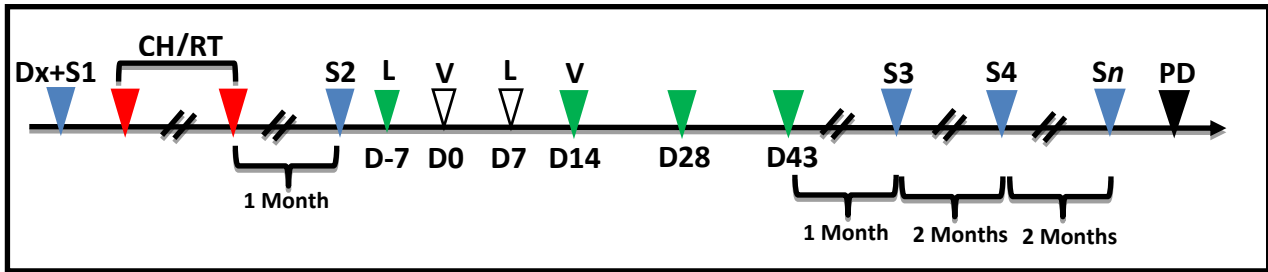 CH/RT
Dx+S1 S2 L V L V S3 S4 Sn PD
D-7 D0 D7 D14 D28 D43
1 Month
1 Month 2 Months 2 Months